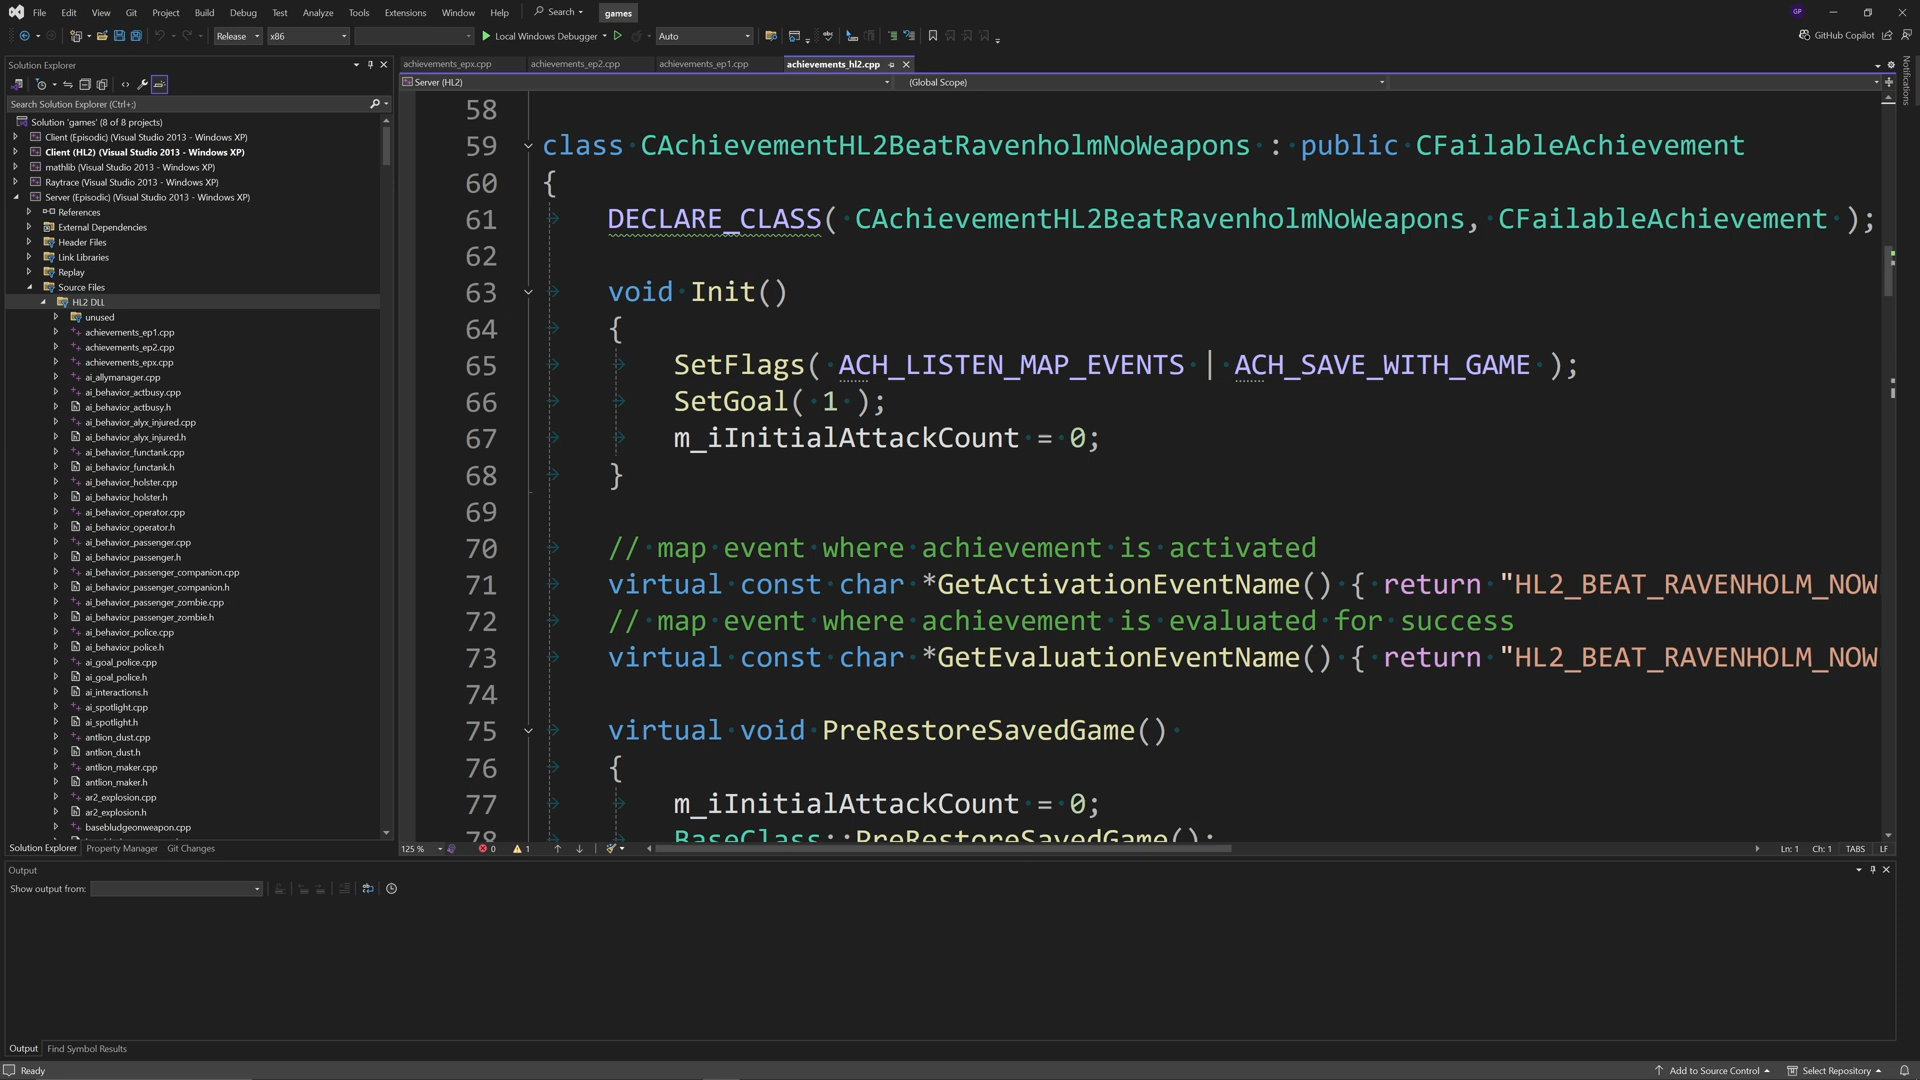 File Edit View Git Project Build Debug Test Analyze Tools Extensions Window Help Search games GP
Release x86 Local Windows Debugger Auto GitHub Copilot
Solution Explorer
Search Solution Explorer (Ctrl+;)
Solution 'games' (8 of 8 projects)
Client (Episodic) (Visual Studio 2013 - Windows XP)
Client (HL2) (Visual Studio 2013 - Windows XP)
mathlib (Visual Studio 2013 - Windows XP)
Raytrace (Visual Studio 2013 - Windows XP)
Server (Episodic) (Visual Studio 2013 - Windows XP)
References
External Dependencies
Header Files
Link Libraries
Replay
Source Files
HL2 DLL
unused
achievements_ep1.cpp
achievements_ep2.cpp
achievements_epx.cpp
ai_allymanager.cpp
ai_behavior_actbusy.cpp
ai_behavior_actbusy.h
ai_behavior_alyx_injured.cpp
ai_behavior_alyx_injured.h
ai_behavior_functank.cpp
ai_behavior_functank.h
ai_behavior_holster.cpp
ai_behavior_holster.h
ai_behavior_operator.cpp
ai_behavior_operator.h
ai_behavior_passenger.cpp
ai_behavior_passenger.h
ai_behavior_passenger_companion.cpp
ai_behavior_passenger_companion.h
ai_behavior_passenger_zombie.cpp
ai_behavior_passenger_zombie.h
ai_behavior_police.cpp
ai_behavior_police.h
ai_goal_police.cpp
ai_goal_police.h
ai_interactions.h
ai_spotlight.cpp
ai_spotlight.h
antlion_dust.cpp
antlion_dust.h
antlion_maker.cpp
antlion_maker.h
ar2_explosion.cpp
ar2_explosion.h
basebludgeonweapon.cpp
Solution Explorer Property Manager Git Changes
achievements_epx.cpp achievements_ep2.cpp achievements_ep1.cpp achievements_hl2.cpp
Server (HL2) (Global Scope)
58
59 class CAchievementHL2BeatRavenholmNoWeapons : public CFailableAchievement
60 {
61 DECLARE_CLASS( CAchievementHL2BeatRavenholmNoWeapons, CFailableAchievement );
62
63 void Init()
64 {
65 SetFlags( ACH_LISTEN_MAP_EVENTS | ACH_SAVE_WITH_GAME );
66 SetGoal( 1 );
67 m_iInitialAttackCount = 0;
68 }
69
70 // map event where achievement is activated
71 virtual const char *GetActivationEventName() { return "HL2_BEAT_RAVENHOLM_NOW
72 // map event where achievement is evaluated for success
73 virtual const char *GetEvaluationEventName() { return "HL2_BEAT_RAVENHOLM_NOW
74
75 virtual void PreRestoreSavedGame()
76 {
77 m_iInitialAttackCount = 0;
78 BaseClass::PreRestoreSavedGame();
125 % 0 1 Ln: 1 Ch: 1 TABS LF
Notifications
Output
Show output from:
Output Find Symbol Results
Ready Add to Source Control Select Repository